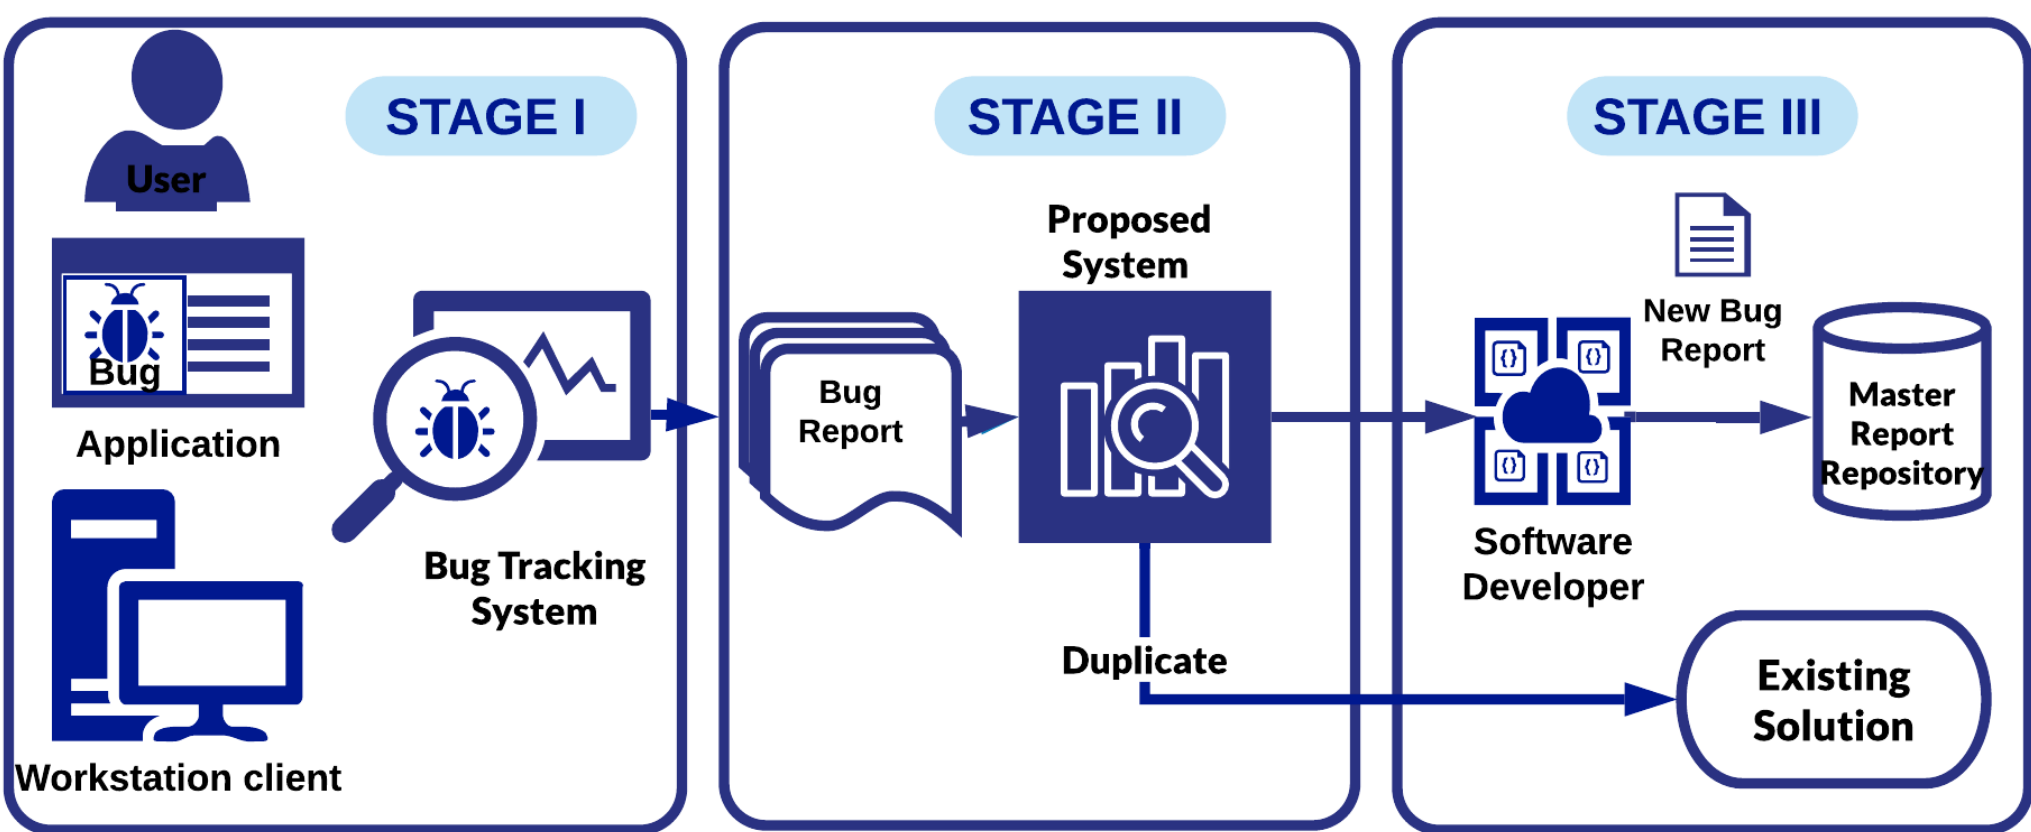 STAGE I
User
Bug
Application
Workstation client
Bug Tracking
System
STAGE II
Bug
Report
Proposed
System
Duplicate
STAGE III
New Bug
Report
Software
Developer
Master
Report
Repository
Existing
Solution